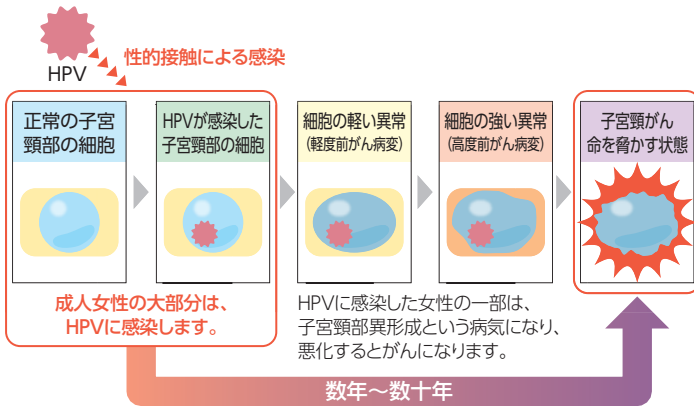 HPV
性的接触による感染
正常の子宮
頸部の細胞
HPVが感染した
子宮頸部の細胞
細胞の軽い異常
(軽度前がん病変)
細胞の強い異常
(高度前がん病変)
子宮頸がん
命を脅かす状態
成人女性の大部分は、
HPVに感染します。
HPVに感染した女性の一部は、
子宮頸部異形成という病気になり、
悪化するとがんになります。
数年～数十年